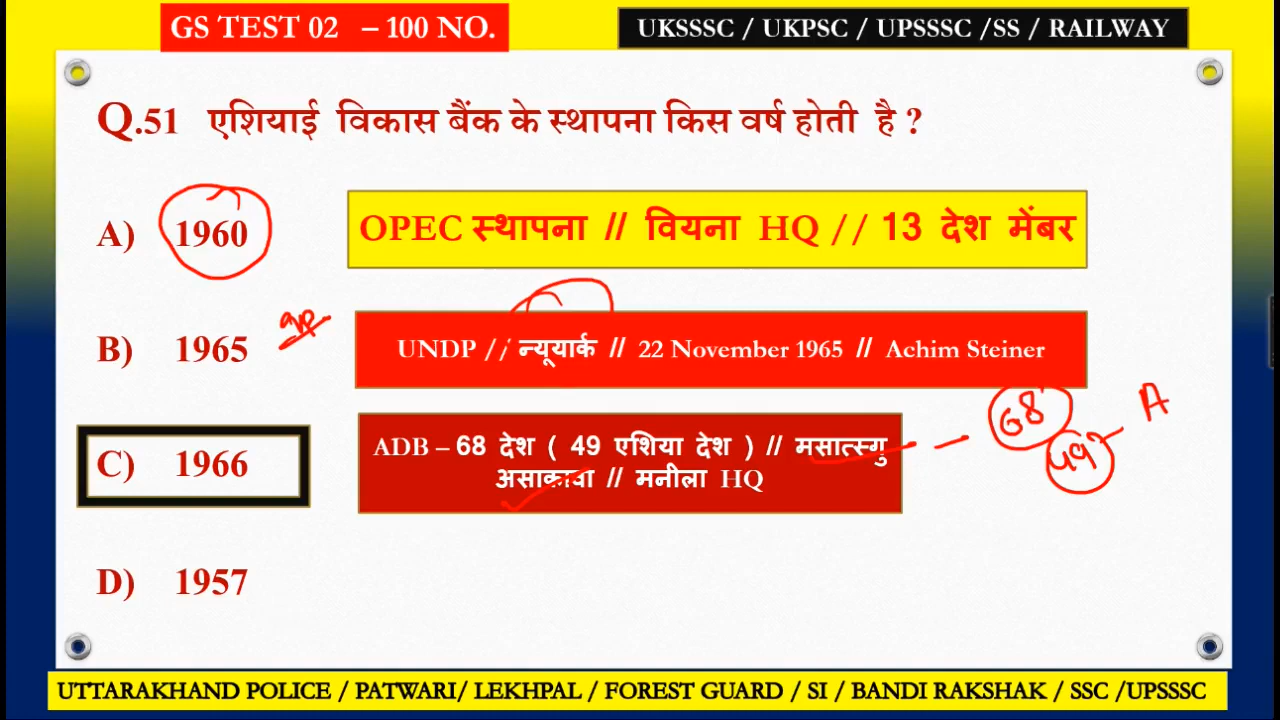 GS TEST 02 – 100 NO.
UKSSSC / UKPSC / UPSSSC /SS / RAILWAY
Q.51 एशियाई विकास बैंक के स्थापना किस वर्ष होती है ?
A) 1960
OPEC स्थापना // वियना HQ // 13 देश मेंबर
B) 1965
UNDP // न्यूयार्क // 22 November 1965 // Achim Steiner
C) 1966
ADB – 68 देश ( 49 एशिया देश ) // मसात्स्गु
असाकावा // मनीला HQ
68
49 – A
D) 1957
UTTARAKHAND POLICE / PATWARI/ LEKHPAL / FOREST GUARD / SI / BANDI RAKSHAK / SSC /UPSSSC